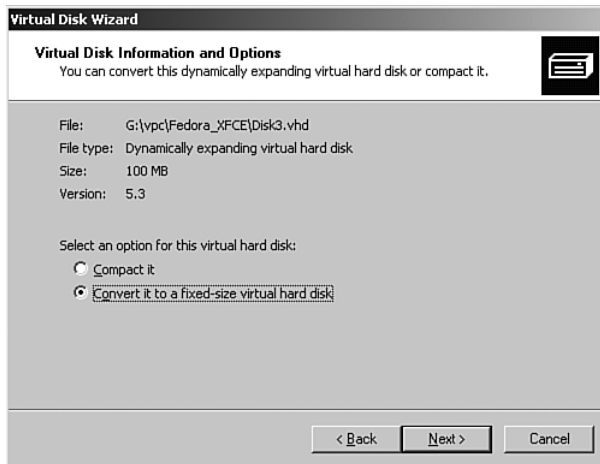 Virtual Disk Wizard
Virtual Disk Information and Options
You can convert this dynamically expanding virtual hard disk or compact it.
File: G:\vpc\Fedora_XFCE\Disk3.vhd
File type: Dynamically expanding virtual hard disk
Size: 100 MB
Version: 5.3
Select an option for this virtual hard disk:
Compact it
Convert it to a fixed-size virtual hard disk
< Back Next > Cancel